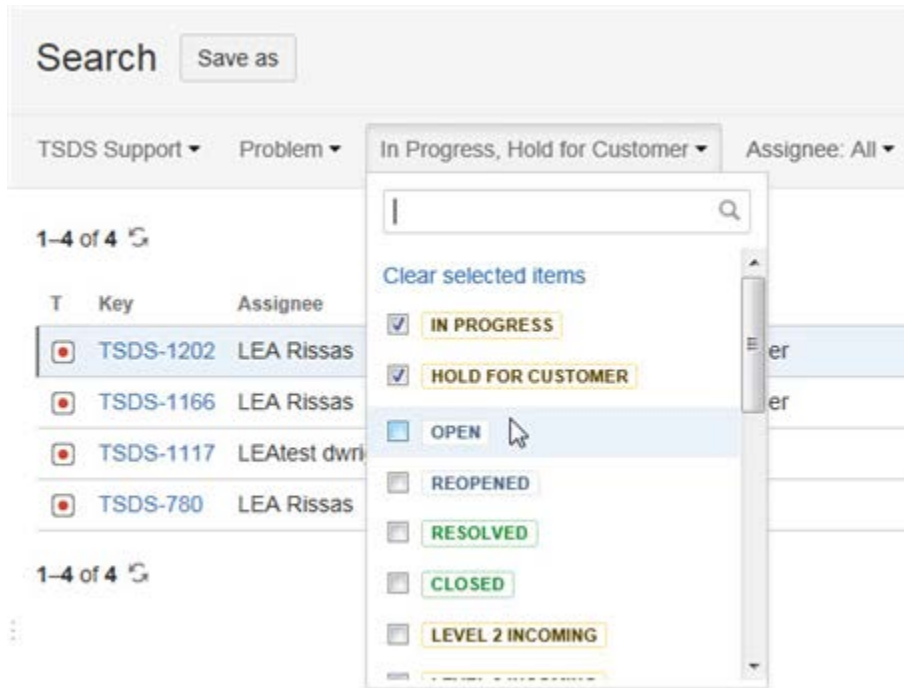 Search Save as
TSDS Support Problem In Progress, Hold for Customer Assignee: All
1–4 of 4
Clear selected items
T Key Assignee
IN PROGRESS
TSDS-1202 LEA Rissas er
HOLD FOR CUSTOMER
TSDS-1166 LEA Rissas er
OPEN
TSDS-1117 LEAtest dwri
REOPENED
TSDS-780 LEA Rissas
RESOLVED
1–4 of 4
CLOSED
LEVEL 2 INCOMING